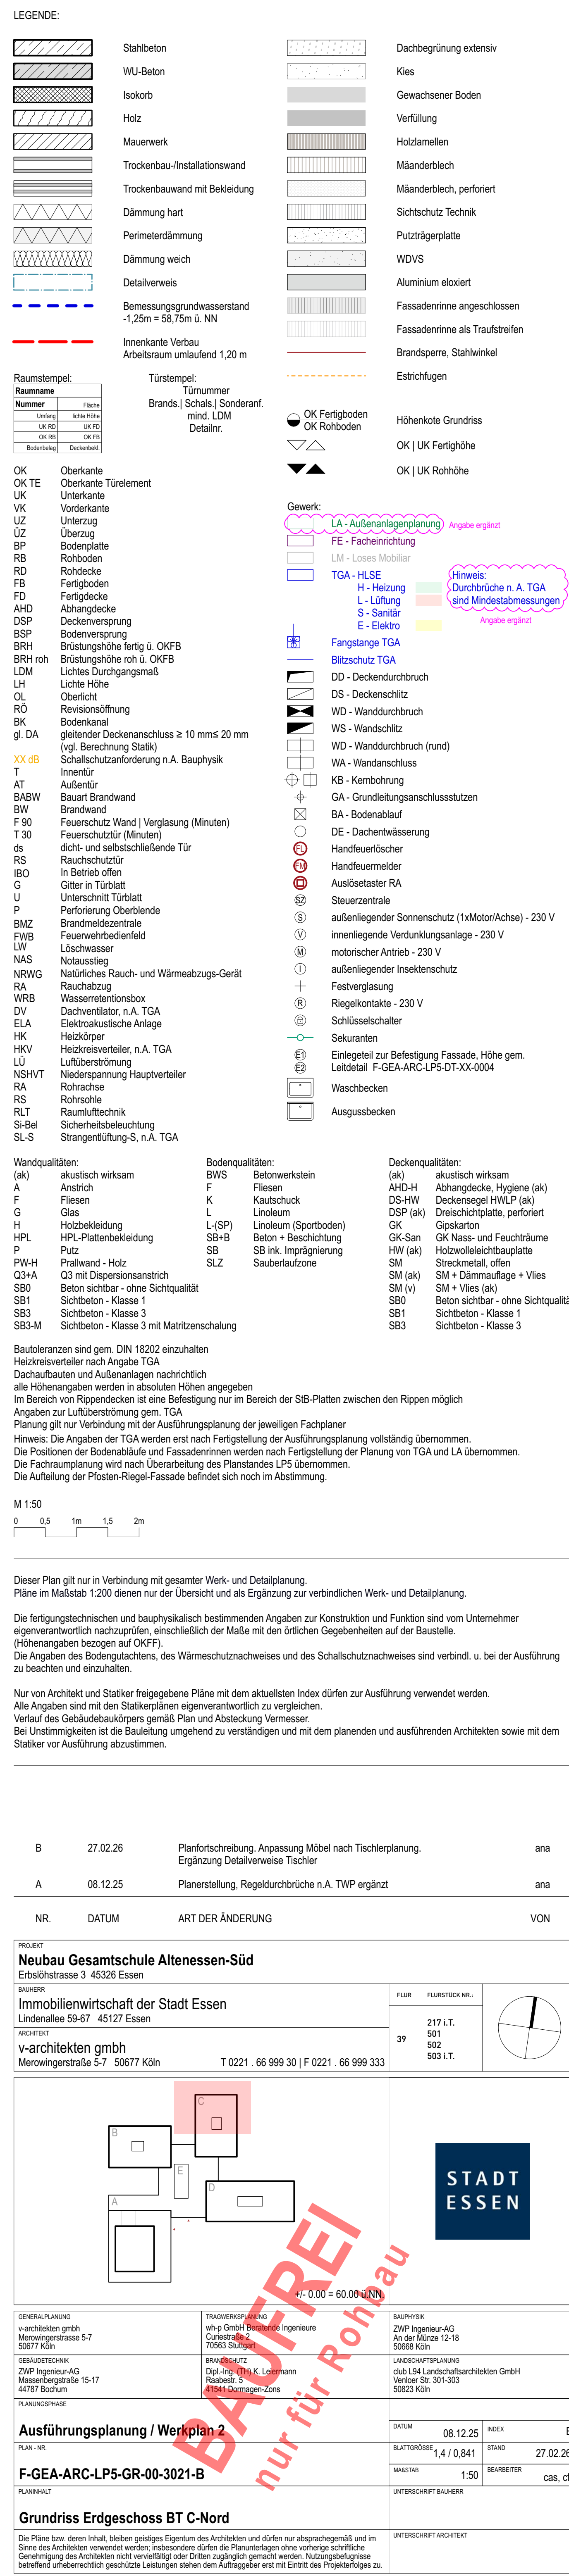 LEGENDE:
Stahlbeton
WU-Beton
Isokorb
Holz
Mauerwerk
Trockenbau-/Installationswand
Trockenbauwand mit Bekleidung
Dämmung hart
Perimeterdämmung
Dämmung weich
Detailverweis
Bemessungsgrundwasserstand
-1,25m = 58,75m ü. NN
Innenkante Verbau
Arbeitsraum umlaufend 1,20 m
Dachbegrünung extensiv
Kies
Gewachsener Boden
Verfüllung
Holzlamellen
Mäanderblech
Mäanderblech, perforiert
Sichtschutz Technik
Putzträgerplatte
WDVS
Aluminium eloxiert
Fassadenrinne angeschlossen
Fassadenrinne als Traufstreifen
Brandsperre, Stahlwinkel
Estrichfugen
Raumstempel:
Raumname
Nummer Fläche
Umfang lichte Höhe
UK RD UK FD
OK RB OK FB
Bodenbelag Deckenbekl.
Türstempel:
Türnummer
Brands.| Schals.| Sonderanf.
mind. LDM
Detailnr.
OK Fertigboden
OK Rohboden
Höhenkote Grundriss
OK | UK Fertighöhe
OK | UK Rohhöhe
OK Oberkante
OK TE Oberkante Türelement
UK Unterkante
VK Vorderkante
UZ Unterzug
ÜZ Überzug
BP Bodenplatte
RB Rohboden
RD Rohdecke
FB Fertigboden
FD Fertigdecke
AHD Abhangdecke
DSP Deckenversprung
BSP Bodenversprung
BRH Brüstungshöhe fertig ü. OKFB
BRH roh Brüstungshöhe roh ü. OKFB
LDM Lichtes Durchgangsmaß
LH Lichte Höhe
OL Oberlicht
RÖ Revisionsöffnung
BK Bodenkanal
gl. DA gleitender Deckenanschluss ≥ 10 mm≤ 20 mm
(vgl. Berechnung Statik)
XX dB Schallschutzanforderung n.A. Bauphysik
T Innentür
AT Außentür
BABW Bauart Brandwand
BW Brandwand
F 90 Feuerschutz Wand | Verglasung (Minuten)
T 30 Feuerschutztür (Minuten)
ds dicht- und selbstschließende Tür
RS Rauchschutztür
IBO In Betrieb offen
G Gitter in Türblatt
U Unterschnitt Türblatt
P Perforierung Oberblende
BMZ Brandmeldezentrale
FWB Feuerwehrbedienfeld
LW Löschwasser
NAS Notausstieg
NRWG Natürliches Rauch- und Wärmeabzugs-Gerät
RA Rauchabzug
WRB Wasserretentionsbox
DV Dachventilator, n.A. TGA
ELA Elektroakustische Anlage
HK Heizkörper
HKV Heizkreisverteiler, n.A. TGA
LÜ Luftüberströmung
NSHVT Niederspannung Hauptverteiler
RA Rohrachse
RS Rohrsohle
RLT Raumlufttechnik
Si-Bel Sicherheitsbeleuchtung
SL-S Strangentlüftung-S, n.A. TGA
Gewerk:
LA - Außenanlagenplanung Angabe ergänzt
FE - Facheinrichtung
LM - Loses Mobiliar
TGA - HLSE
H - Heizung
L - Lüftung
S - Sanitär
E - Elektro
Hinweis:
Durchbrüche n. A. TGA
sind Mindestabmessungen
Angabe ergänzt
Fangstange TGA
Blitzschutz TGA
DD - Deckendurchbruch
DS - Deckenschlitz
WD - Wanddurchbruch
WS - Wandschlitz
WD - Wanddurchbruch (rund)
WA - Wandanschluss
KB - Kernbohrung
GA - Grundleitungsanschlussstutzen
BA - Bodenablauf
DE - Dachentwässerung
FL Handfeuerlöscher
FM Handfeuermelder
Auslösetaster RA
SZ Steuerzentrale
S außenliegender Sonnenschutz (1xMotor/Achse) - 230 V
V innenliegende Verdunklungsanlage - 230 V
M motorischer Antrieb - 230 V
I außenliegender Insektenschutz
Festverglasung
R Riegelkontakte - 230 V
Schlüsselschalter
Sekuranten
E1 Einlegeteil zur Befestigung Fassade, Höhe gem.
E2 Leitdetail F-GEA-ARC-LP5-DT-XX-0004
Waschbecken
Ausgussbecken
Wandqualitäten:
(ak) akustisch wirksam
A Anstrich
F Fliesen
G Glas
H Holzbekleidung
HPL HPL-Plattenbekleidung
P Putz
PW-H Prallwand - Holz
Q3+A Q3 mit Dispersionsanstrich
SB0 Beton sichtbar - ohne Sichtqualität
SB1 Sichtbeton - Klasse 1
SB3 Sichtbeton - Klasse 3
SB3-M Sichtbeton - Klasse 3 mit Matritzenschalung
Bodenqualitäten:
BWS Betonwerkstein
F Fliesen
K Kautschuck
L Linoleum
L-(SP) Linoleum (Sportboden)
SB+B Beton + Beschichtung
SB SB ink. Imprägnierung
SLZ Sauberlaufzone
Deckenqualitäten:
(ak) akustisch wirksam
AHD-H Abhangdecke, Hygiene (ak)
DS-HW Deckensegel HWLP (ak)
DSP (ak) Dreischichtplatte, perforiert
GK Gipskarton
GK-San GK Nass- und Feuchträume
HW (ak) Holzwolleleichtbauplatte
SM Streckmetall, offen
SM (ak) SM + Dämmauflage + Vlies
SM (v) SM + Vlies (ak)
SB0 Beton sichtbar - ohne Sichtqualitä
SB1 Sichtbeton - Klasse 1
SB3 Sichtbeton - Klasse 3
Bautoleranzen sind gem. DIN 18202 einzuhalten
Heizkreisverteiler nach Angabe TGA
Dachaufbauten und Außenlagen nachrichtlich
alle Höhenangaben werden in absoluten Höhen angegeben
Im Bereich von Rippendecken ist eine Befestigung nur im Bereich der StB-Platten zwischen den Rippen möglich
Angaben zur Luftüberströmung gem. TGA
Planung gilt nur Verbindung mit der Ausführungsplanung der jeweiligen Fachplaner
Hinweis: Die Angaben der TGA werden erst nach Fertigstellung der Ausführungsplanung vollständig übernommen.
Die Positionen der Bodenabläufe und Fassadenrinnen werden nach Fertigstellung der Planung von TGA und LA übernommen.
Die Fachraumplanung wird nach Überarbeitung des Planstandes LP5 übernommen.
Die Aufteilung der Pfosten-Riegel-Fassade befindet sich noch im Abstimmung.
M 1:50
0 0,5 1m 1,5 2m
Dieser Plan gilt nur in Verbindung mit gesamter Werk- und Detailplanung.
Pläne im Maßstab 1:200 dienen nur der Übersicht und als Ergänzung zur verbindlichen Werk- und Detailplanung.
Die fertigungstechnischen und bauphysikalisch bestimmenden Angaben zur Konstruktion und Funktion sind vom Unternehmer
eigenverantwortlich nachzuprüfen, einschließlich der Maße mit den örtlichen Gegebenheiten auf der Baustelle.
(Höhenangaben bezogen auf OKFF).
Die Angaben des Bodengutachtens, des Wärmeschutznachweises und des Schallschutznachweises sind verbindl. u. bei der Ausführung
zu beachten und einzuhalten.
Nur von Architekt und Statiker freigegebene Pläne mit dem aktuellsten Index dürfen zur Ausführung verwendet werden.
Alle Angaben sind mit den Statikerplänen eigenverantwortlich zu vergleichen.
Verlauf des Gebäudebaukörpers gemäß Plan und Absteckung Vermesser.
Bei Unstimmigkeiten ist die Bauleitung umgehend zu verständigen und mit dem planenden und ausführenden Architekten sowie mit dem
Statiker vor Ausführung abzustimmen.
B 27.02.26 Planfortschreibung. Anpassung Möbel nach Tischlerplanung. ana
Ergänzung Detailverweise Tischler
A 08.12.25 Planerstellung, Regeldurchbrüche n.A. TWP ergänzt ana
NR. DATUM ART DER ÄNDERUNG VON
PROJEKT
Neubau Gesamtschule Altenessen-Süd
Erbslöhstrasse 3 45326 Essen
BAUHERR
Immobilienwirtschaft der Stadt Essen
Lindenallee 59-67 45127 Essen
ARCHITEKT
v-architekten gmbh
Merowingerstraße 5-7 50677 Köln T 0221 . 66 999 30 | F 0221 . 66 999 333
FLUR FLURSTÜCK NR.:
39
217 i.T.
501
502
503 i.T.
C
B
E
D
A
+/- 0.00 = 60.00 ü.NN.
STADT
ESSEN
BAUFREI
nur für Rohbau
GENERALPLANUNG
v-architekten gmbh
Merowingerstrasse 5-7
50677 Köln
TRAGWERKSPLANUNG
wh-p GmbH Beratende Ingenieure
Curiestraße 2
70563 Stuttgart
BAUPHYSIK
ZWP Ingenieur-AG
An der Münze 12-18
50668 Köln
GEBÄUDETECHNIK
ZWP Ingenieur-AG
Massenbergstraße 15-17
44787 Bochum
BRANDSCHUTZ
Dipl.-Ing. (TH) K. Leiermann
Raabestr. 5
41541 Dormagen-Zons
LANDSCHAFTSPLANUNG
club L94 Landschaftsarchitekten GmbH
Venloer Str. 301-303
50823 Köln
PLANUNGSPHASE
Ausführungsplanung / Werkplan 2
DATUM 08.12.25 INDEX
PLAN - NR.
F-GEA-ARC-LP5-GR-00-3021-B
BLATTGRÖSSE 1,4 / 0,841 STAND 27.02.26
MAßSTAB 1:50 BEARBEITER cas, cf
PLANINHALT
Grundriss Erdgeschoss BT C-Nord
UNTERSCHRIFT BAUHERR
UNTERSCHRIFT ARCHITEKT
Die Pläne bzw. deren Inhalt, bleiben geistiges Eigentum des Architekten und dürfen nur absprachegemäß und im
Sinne des Architekten verwendet werden; insbesondere dürfen die Planunterlagen ohne vorherige schriftliche
Genehmigung des Architekten nicht vervielfältigt oder Dritten zugänglich gemacht werden. Nutzungsbefugnisse
betreffend urheberrechtlich geschützte Leistungen stehen dem Auftraggeber erst mit Eintritt des Projekterfolges zu.